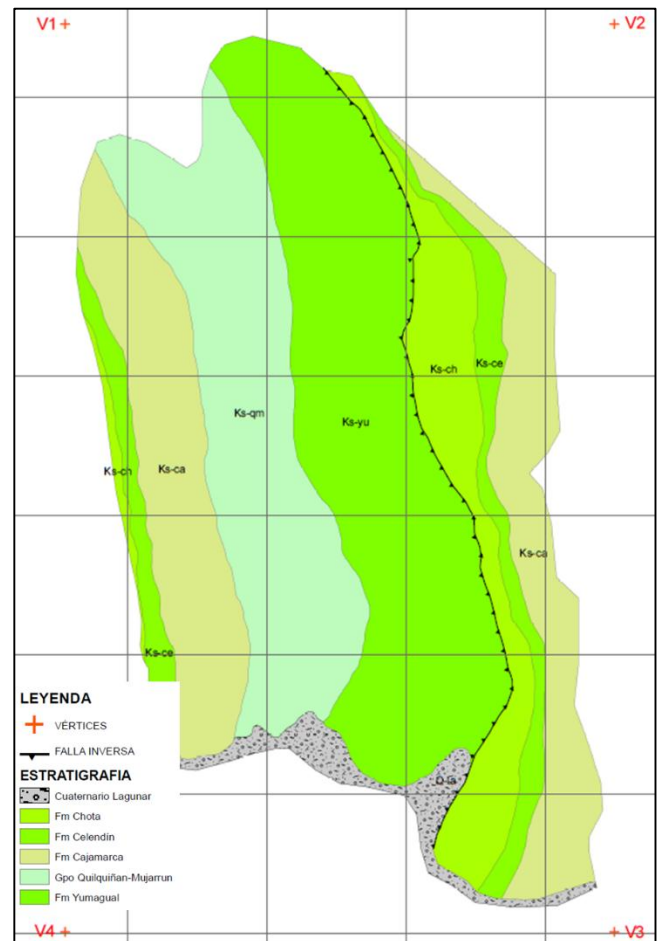 V1
V2
Ks-ch
Ks-ce
Ks-qm
Ks-yu
Ks-ch
Ks-ca
Ks-ca
Ks-ce
LEYENDA
VÉRTICES
FALLA INVERSA
ESTRATIGRAFIA
Cuaternario Lagunar
Fm Chota
Fm Celendín
Fm Cajamarca
Gpo Quilquiñan-Mujarrun
Fm Yumagual
V4
V3